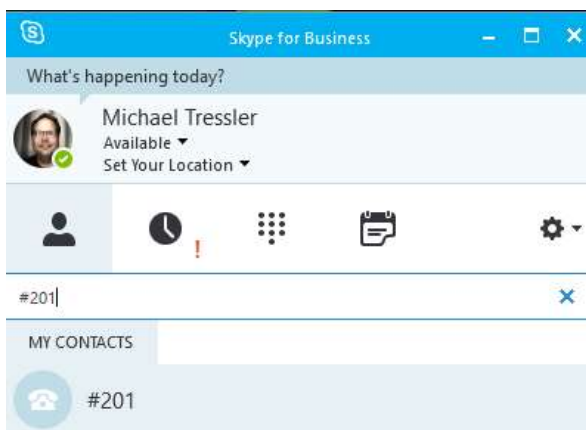 Skype for Business
What's happening today?
Michael Tressler
Available
Set Your Location
!
#201
MY CONTACTS
#201